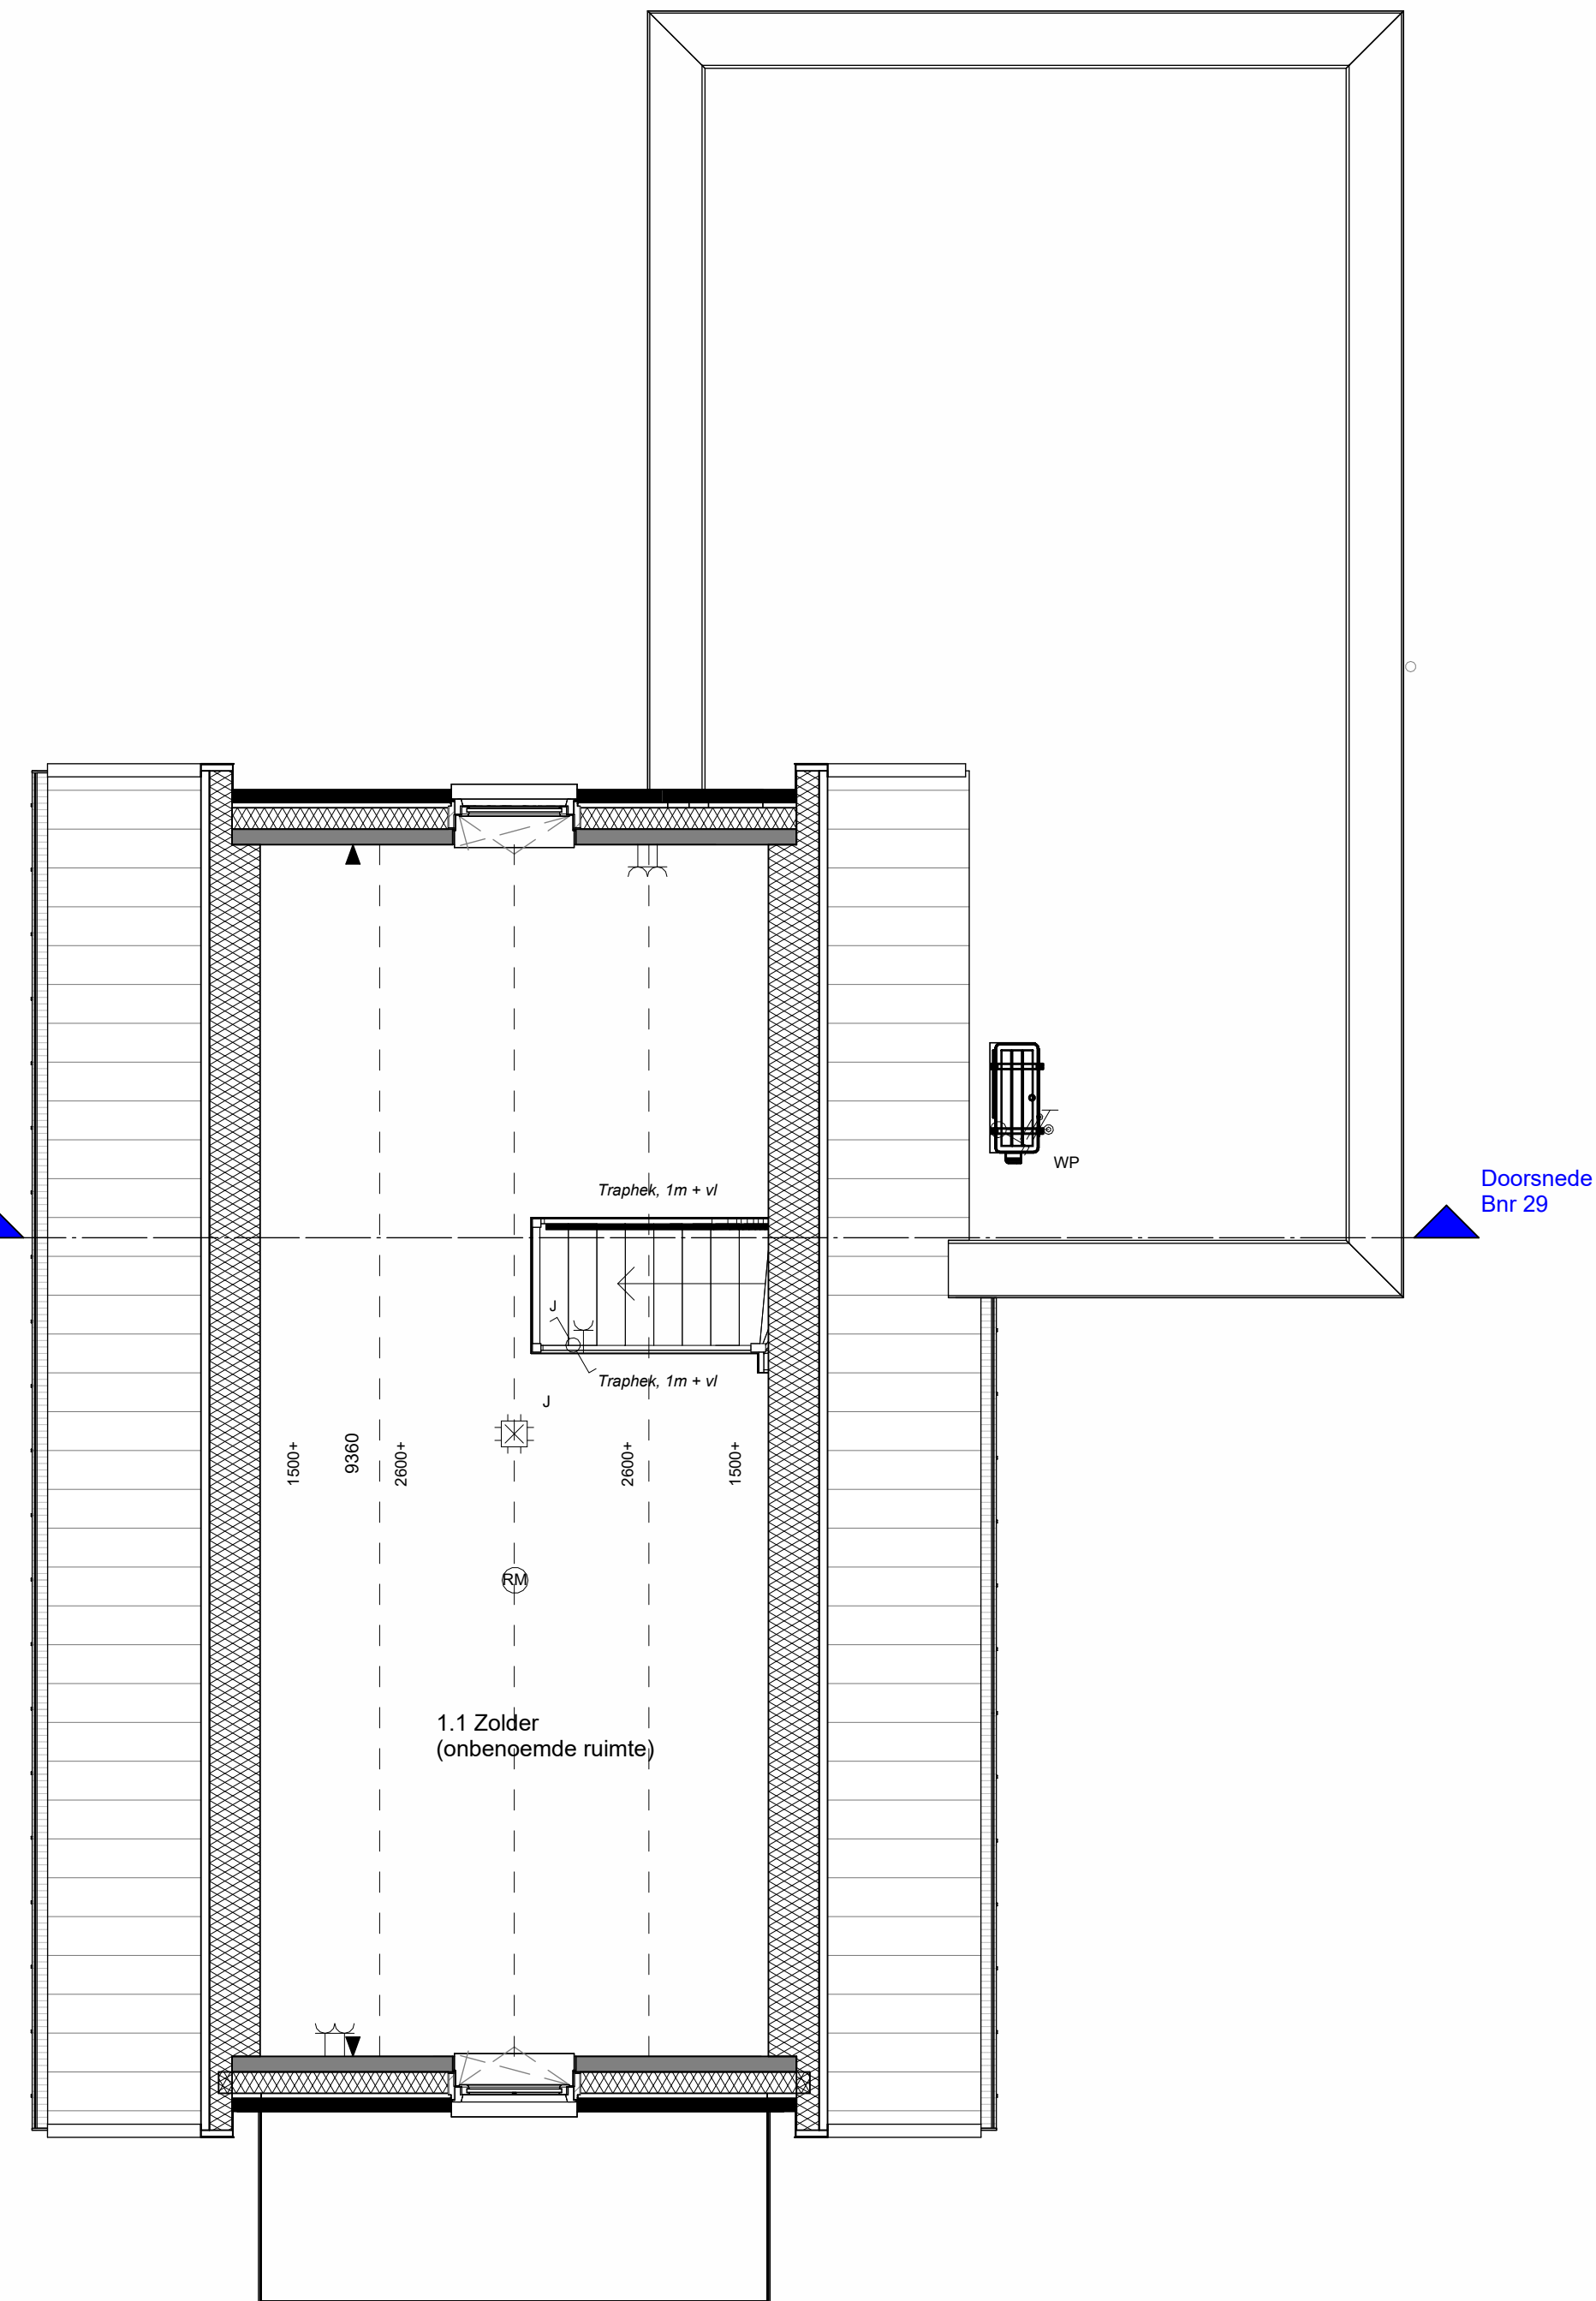 WP
Doorsnede
Bnr 29
Traphek, 1m + vl
J
Traphek, 1m + vl
J
1500+
9360
2600+
2600+
1500+
RM
1.1 Zolder
(onbenoemde ruimte)